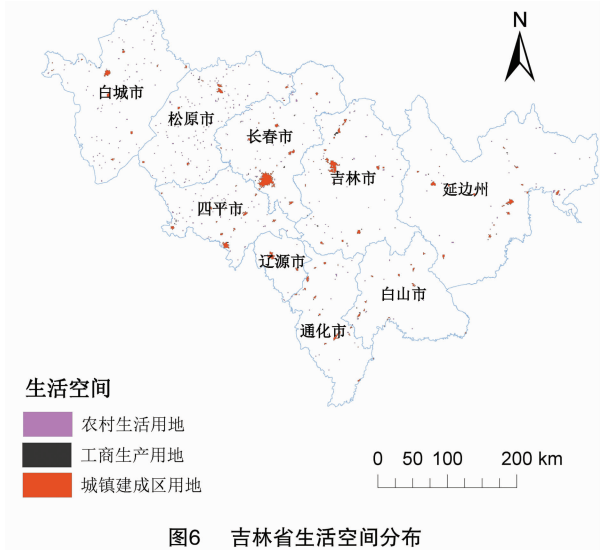 N
白城市
松原市
长春市
吉林市
延边州
四平市
辽源市
白山市
通化市
生活空间
农村生活用地
工商生产用地
城镇建成区用地
0 50 100 200 km
图6 吉林省生活空间分布